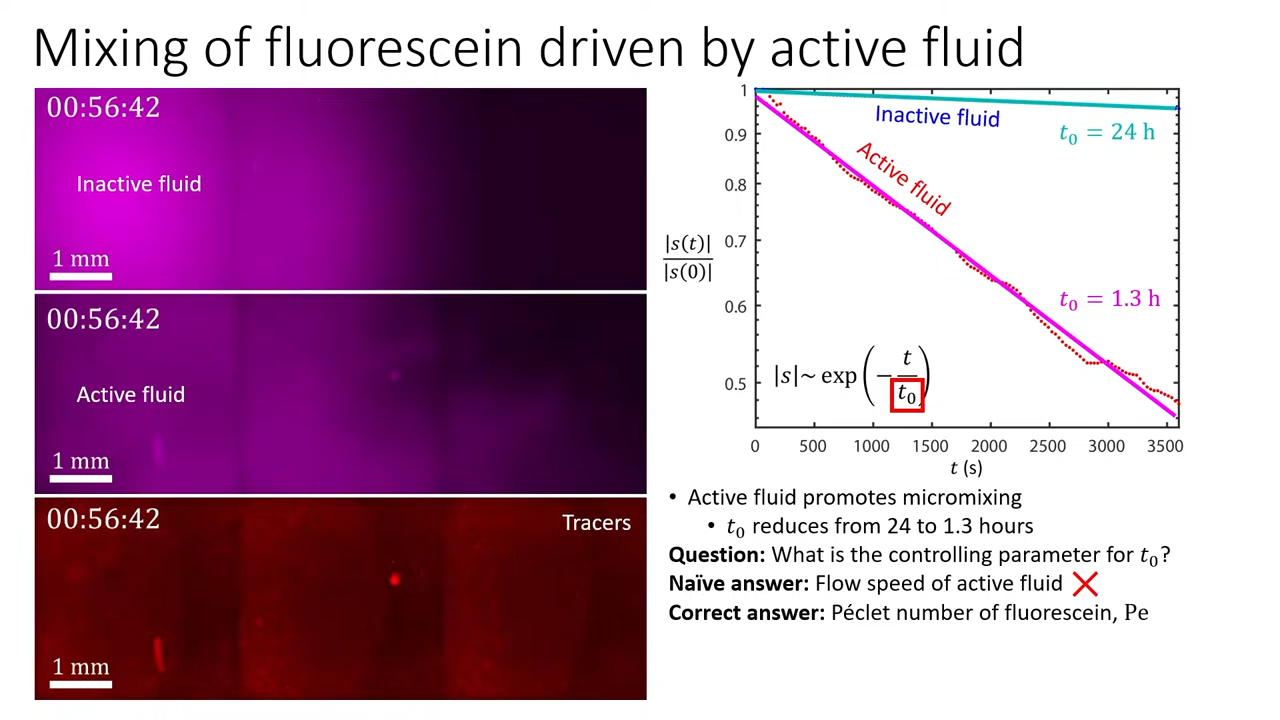 Mixing of fluorescein driven by active fluid
00:56:42
Inactive fluid
1 mm
00:56:42
Active fluid
1 mm
00:56:42
Tracers
1 mm
1
0.9
0.8
0.7
0.6
0.5
|s(t)|
|s(0)|
Inactive fluid
t₀ = 24 h
Active fluid
t₀ = 1.3 h
|s| ~ exp(−t/t₀)
0 500 1000 1500 2000 2500 3000 3500
t (s)
• Active fluid promotes micromixing
• t₀ reduces from 24 to 1.3 hours
Question: What is the controlling parameter for t₀?
Naïve answer: Flow speed of active fluid ✕
Correct answer: Péclet number of fluorescein, Pe